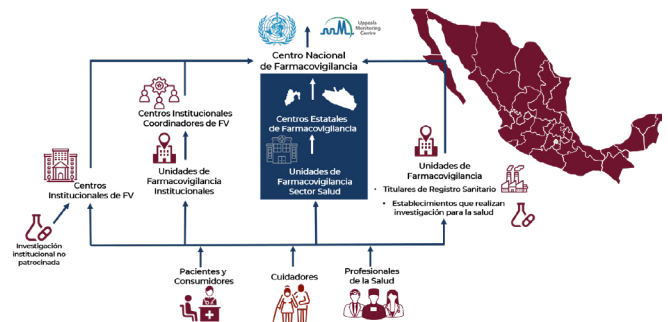 Uppsala
Monitoring
Centre
Centro Nacional
de Farmacovigilancia
Centros Institucionales
Coordinadores de FV
Centros Estatales
de Farmacovigilancia
Centros
Institucionales de FV
Unidades de
Farmacovigilancia
Institucionales
Unidades de
Farmacovigilancia
Sector Salud
Unidades de
Farmacovigilancia
• Titulares de Registro Sanitario
• Establecimientos que realizan
investigación para la salud
Investigación
institucional no
patrocinada
Pacientes y
Consumidores
Cuidadores
Profesionales
de la Salud